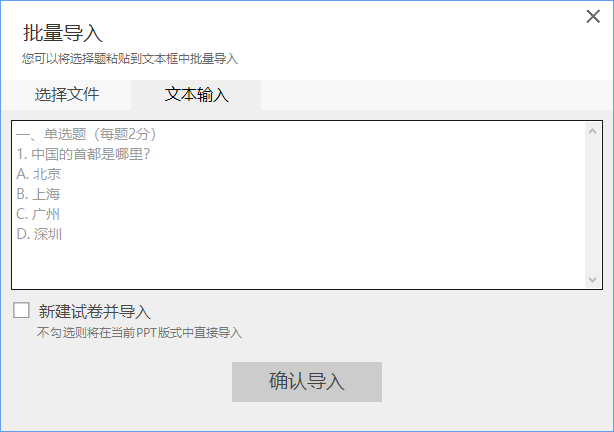 批量导入
您可以将选择题粘贴到文本框中批量导入
选择文件
文本输入
一、单选题（每题2分）
1. 中国的首都是哪里?
A. 北京
B. 上海
C. 广州
D. 深圳
新建试卷并导入
不勾选则将在当前PPT版式中直接导入
确认导入